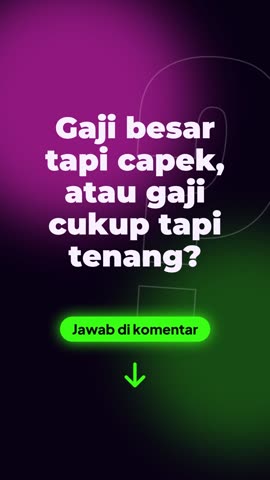 Gaji besar
tapi capek,
atau gaji
cukup tapi
tenang?
Jawab di komentar